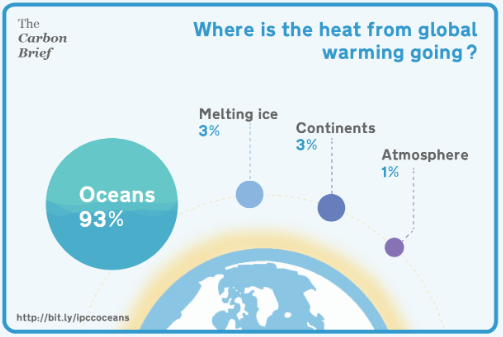 The
Carbon
Brief
Where is the heat from global
warming going?
Melting ice
3%
Continents
3%
Atmosphere
1%
Oceans
93%
http://bit.ly/ipccoceans